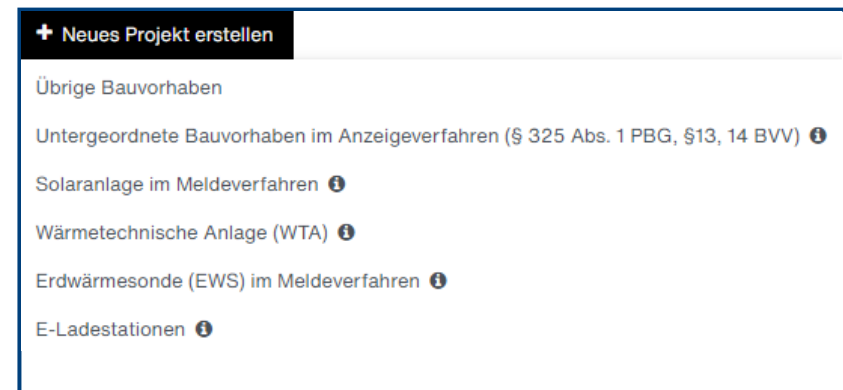 + Neues Projekt erstellen
Übrige Bauvorhaben
Untergeordnete Bauvorhaben im Anzeigeverfahren (§ 325 Abs. 1 PBG, §13, 14 BVV)
Solaranlage im Meldeverfahren
Wärmetechnische Anlage (WTA)
Erdwärmesonde (EWS) im Meldeverfahren
E-Ladestationen